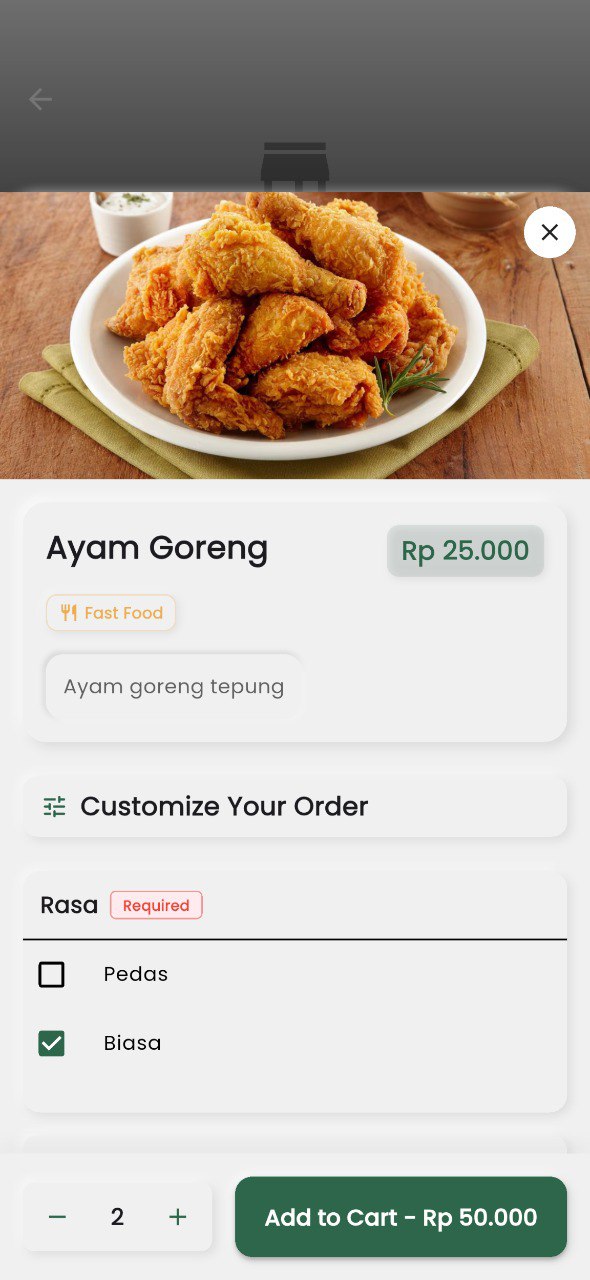 Ayam Goreng
Rp 25.000
Fast Food
Ayam goreng tepung
Customize Your Order
Rasa Required
Pedas
Biasa
2
Add to Cart - Rp 50.000